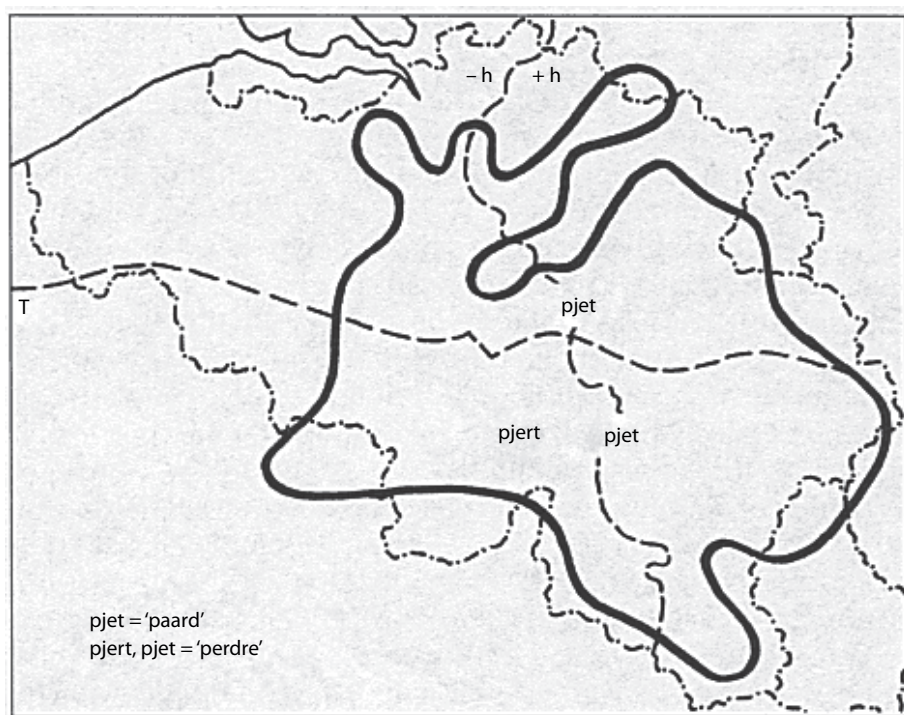 – h + h
pjet
T
pjert pjet
pjet = ‘paard’
pjert, pjet = ‘perdre’